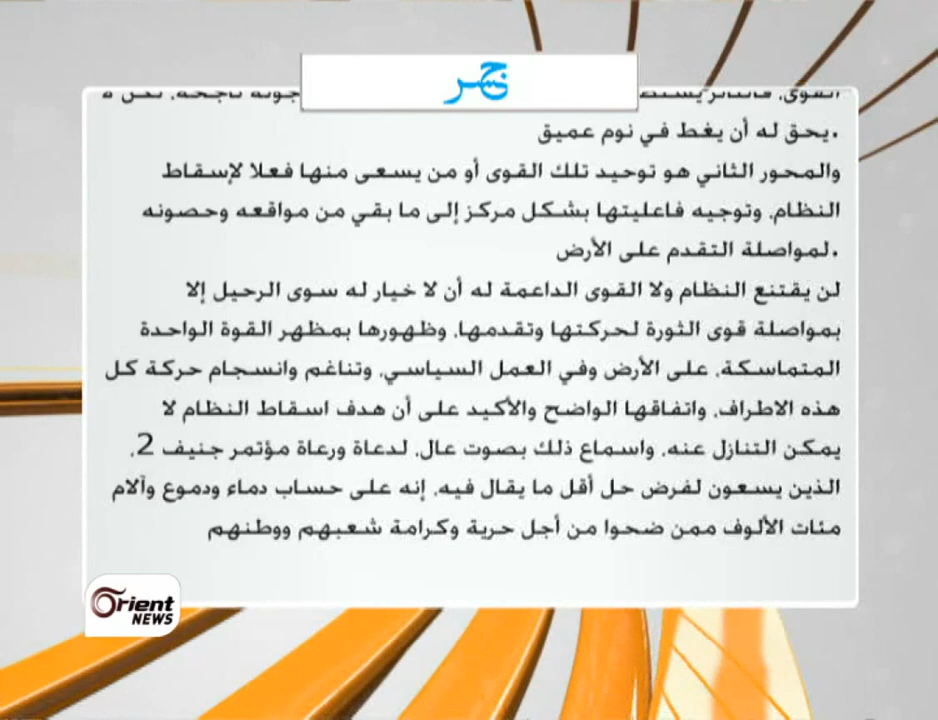 جسر
.يحق له أن يغط في نوم عميق
والمحور الثاني هو توحيد تلك القوى أو من يسعى منها فعلا لإسقاط
النظام، وتوجيه فاعليتها بشكل مركز إلى ما بقي من مواقعه وحصونه
.لمواصلة التقدم على الأرض
لن يقتنع النظام ولا القوى الداعمة له أن لا خيار له سوى الرحيل إلا
بمواصلة قوى الثورة لحركتها وتقدمها، وظهورها بمظهر القوة الواحدة
المتماسكة، على الأرض وفي العمل السياسي، وتناغم وانسجام حركة كل
هذه الاطراف، واتفاقها الواضح والأكيد على أن هدف اسقاط النظام لا
يمكن التنازل عنه، واسماع ذلك بصوت عال، لدعاة ورعاة مؤتمر جنيف 2،
الذين يسعون لفرض حل أقل ما يقال فيه، إنه على حساب دماء ودموع وآلام
مئات الألوف ممن ضحوا من أجل حرية وكرامة شعبهم ووطنهم
Orient
NEWS